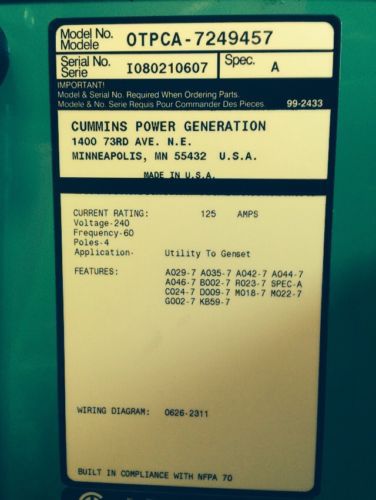 Model No. OTPCA-7249457
Modele
Serial No. I080210607 Spec. A
Serie
IMPORTANT!
Model & Serial No. Required When Ordering Parts.
Modele & No. Serie Requis Pour Commander Des Pieces. 99-2433
CUMMINS POWER GENERATION
1400 73RD AVE. N.E.
MINNEAPOLIS, MN 55432 U.S.A.
MADE IN U.S.A.
CURRENT RATING: 125 AMPS
Voltage-240
Frequency-60
Poles-4
Application- Utility To Genset
FEATURES: A029-7 A035-7 A042-7 A044-7
A046-7 B002-7 R023-7 SPEC-A
C024-7 D009-7 M018-7 M022-7
G002-7 KB59-7
WIRING DIAGRAM: 0626-2311
BUILT IN COMPLIANCE WITH NFPA 70